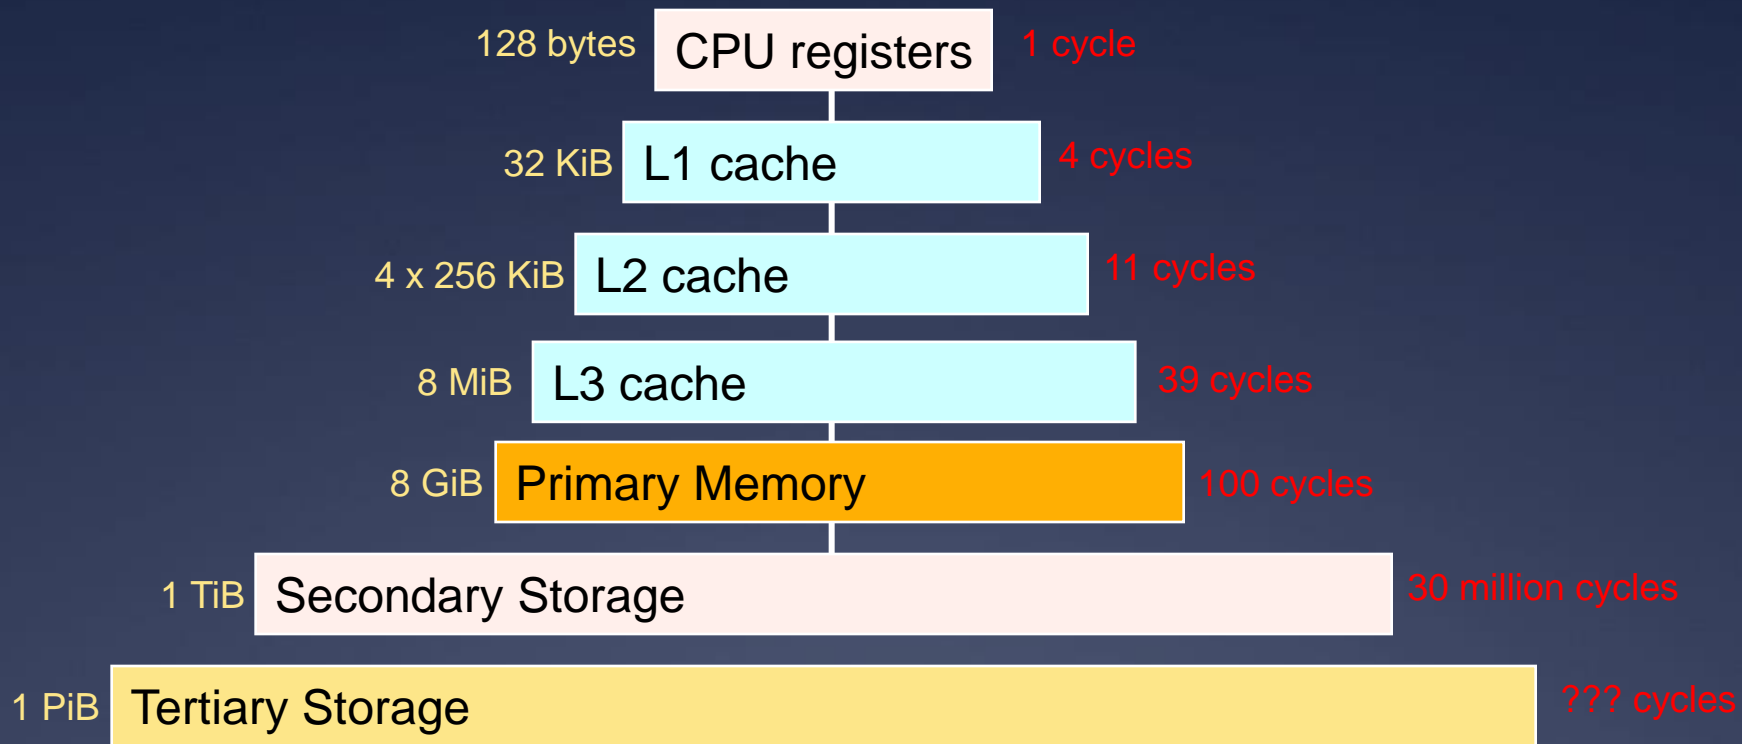 128 bytes CPU registers 1 cycle
32 KiB L1 cache 4 cycles
4 x 256 KiB L2 cache 11 cycles
8 MiB L3 cache 39 cycles
8 GiB Primary Memory 100 cycles
1 TiB Secondary Storage 30 million cycles
1 PiB Tertiary Storage ??? cycles